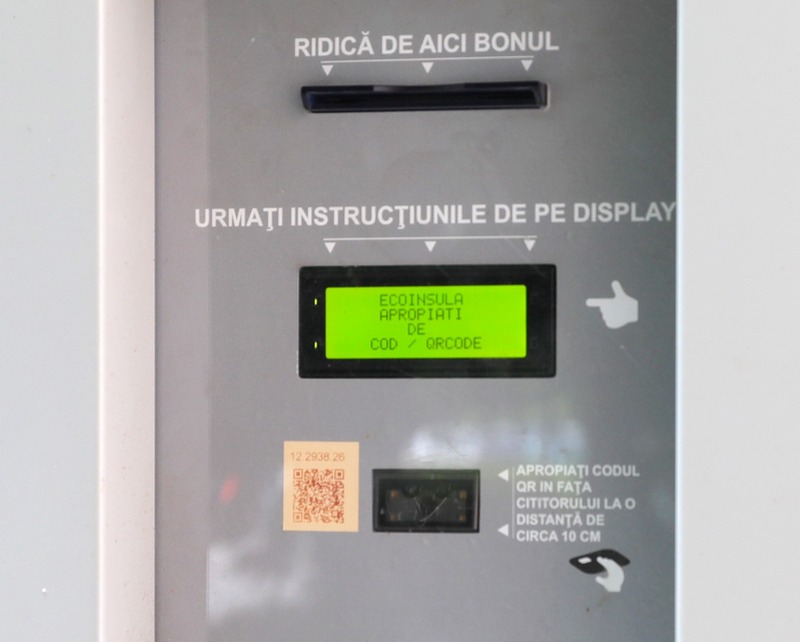 RIDICĂ DE AICI BONUL
URMAŢI INSTRUCŢIUNILE DE PE DISPLAY
ECOINSULA
APROPIATI
DE
COD / QRCODE
12 2938.26
APROPIAŢI CODUL
QR IN FAŢA
CITITORULUI LA O
DISTANŢĂ DE
CIRCA 10 CM